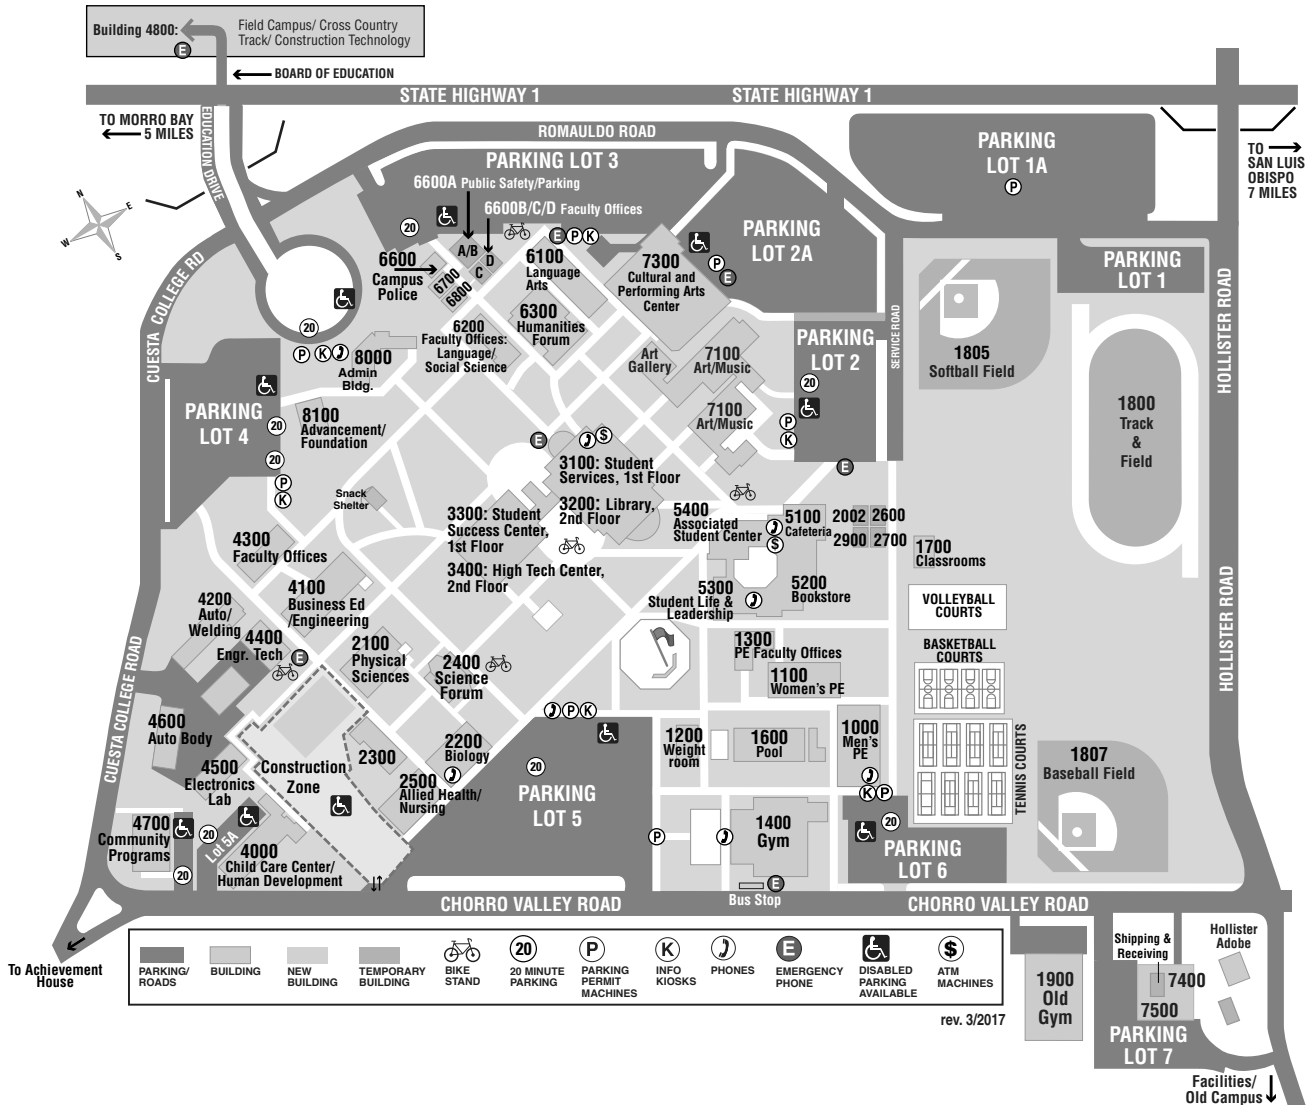 Building 4800:
Field Campus/ Cross Country
Track/ Construction Technology
E
BOARD OF EDUCATION
STATE HIGHWAY 1
STATE HIGHWAY 1
TO MORRO BAY
5 MILES
EDUCATION DRIVE
ROMAULDO ROAD
PARKING
LOT 1A
P
TO
SAN LUIS
OBISPO
7 MILES
PARKING LOT 3
6600A Public Safety/Parking
6600B/C/D Faculty Offices
N
E
W
S
20
A/B
D
C
E P K
6600
Campus
Police
6700
6800
6100
Language
Arts
7300
Cultural and
Performing Arts
Center
P
E
PARKING
LOT 2A
PARKING
LOT 1
CUESTA COLLEGE RD
20
P K
8000
Admin
Bldg.
6200
Faculty Offices:
Language/
Social Science
6300
Humanities
Forum
Art
Gallery
7100
Art/Music
7100
Art/Music
PARKING
LOT 2
20
P
K
SERVICE ROAD
1805
Softball Field
HOLLISTER ROAD
1800
Track
&
Field
PARKING
LOT 4
20
20
P
K
8100
Advancement/
Foundation
E
$
E
3100: Student
Services, 1st Floor
3200: Library,
2nd Floor
3300: Student
Success Center,
1st Floor
3400: High Tech Center,
2nd Floor
Snack
Shelter
5400
Associated
Student Center
5100
Cafeteria
$
2002 2600
2900 2700
1700
Classrooms
4300
Faculty Offices
4100
Business Ed
/Engineering
5300
Student Life &
Leadership
5200
Bookstore
VOLLEYBALL
COURTS
HOLLISTER ROAD
4200
Auto/
Welding
4400
Engr. Tech
E
2100
Physical
Sciences
2400
Science
Forum
1300
PE Faculty Offices
1100
Women's PE
BASKETBALL
COURTS
CUESTA COLLEGE ROAD
4600
Auto Body
4500
Electronics
Lab
Construction
Zone
2300
2200
Biology
2500
Allied Health/
Nursing
P K
20
PARKING
LOT 5
1200
Weight
room
1600
Pool
1000
Men's
PE
K P
TENNIS COURTS
1807
Baseball Field
4700
Community
Programs
20
20
Lot 5A
4000
Child Care Center/
Human Development
P
1400
Gym
E
Bus Stop
20
PARKING
LOT 6
CHORRO VALLEY ROAD
CHORRO VALLEY ROAD
To Achievement
House
PARKING/
ROADS
BUILDING
NEW
BUILDING
TEMPORARY
BUILDING
BIKE
STAND
20
20 MINUTE
PARKING
P
PARKING
PERMIT
MACHINES
K
INFO
KIOSKS
PHONES
E
EMERGENCY
PHONE
DISABLED
PARKING
AVAILABLE
$
ATM
MACHINES
rev. 3/2017
1900
Old
Gym
Shipping &
Receiving
7400
7500
PARKING
LOT 7
Hollister
Adobe
Facilities/
Old Campus